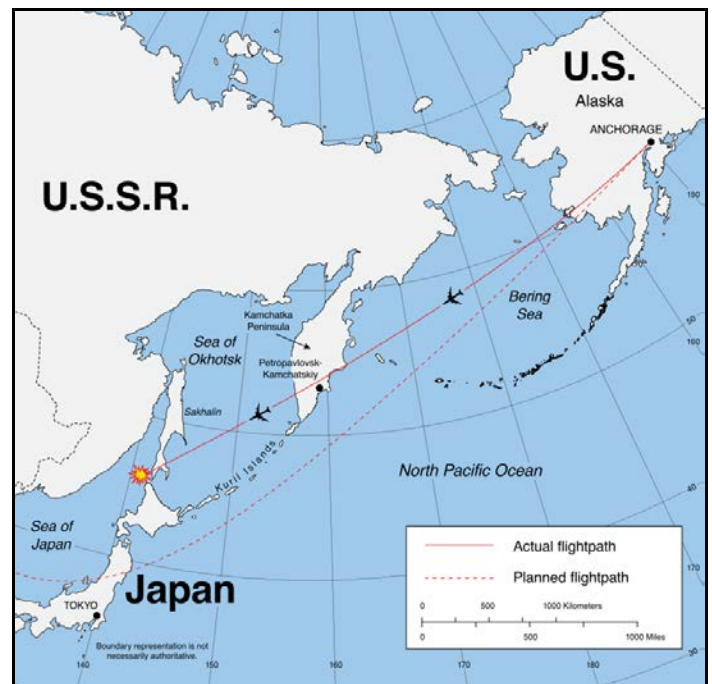 U.S.
Alaska
ANCHORAGE
U.S.S.R.
190
Bering
Sea
Kamchatka
Peninsula
50
160
Sea of
Okhotsk
Petropavlovsk-
Kamchatskiy
Sakhalin
Kuril Islands
North Pacific Ocean
40
Sea of
Japan
Actual flightpath
Planned flightpath
170
Japan
TOKYO
0 500 1000 Kilometers
0 500 1000 Miles
Boundary representation is not
necessarily authoritative.
30
140 150 160 170 180